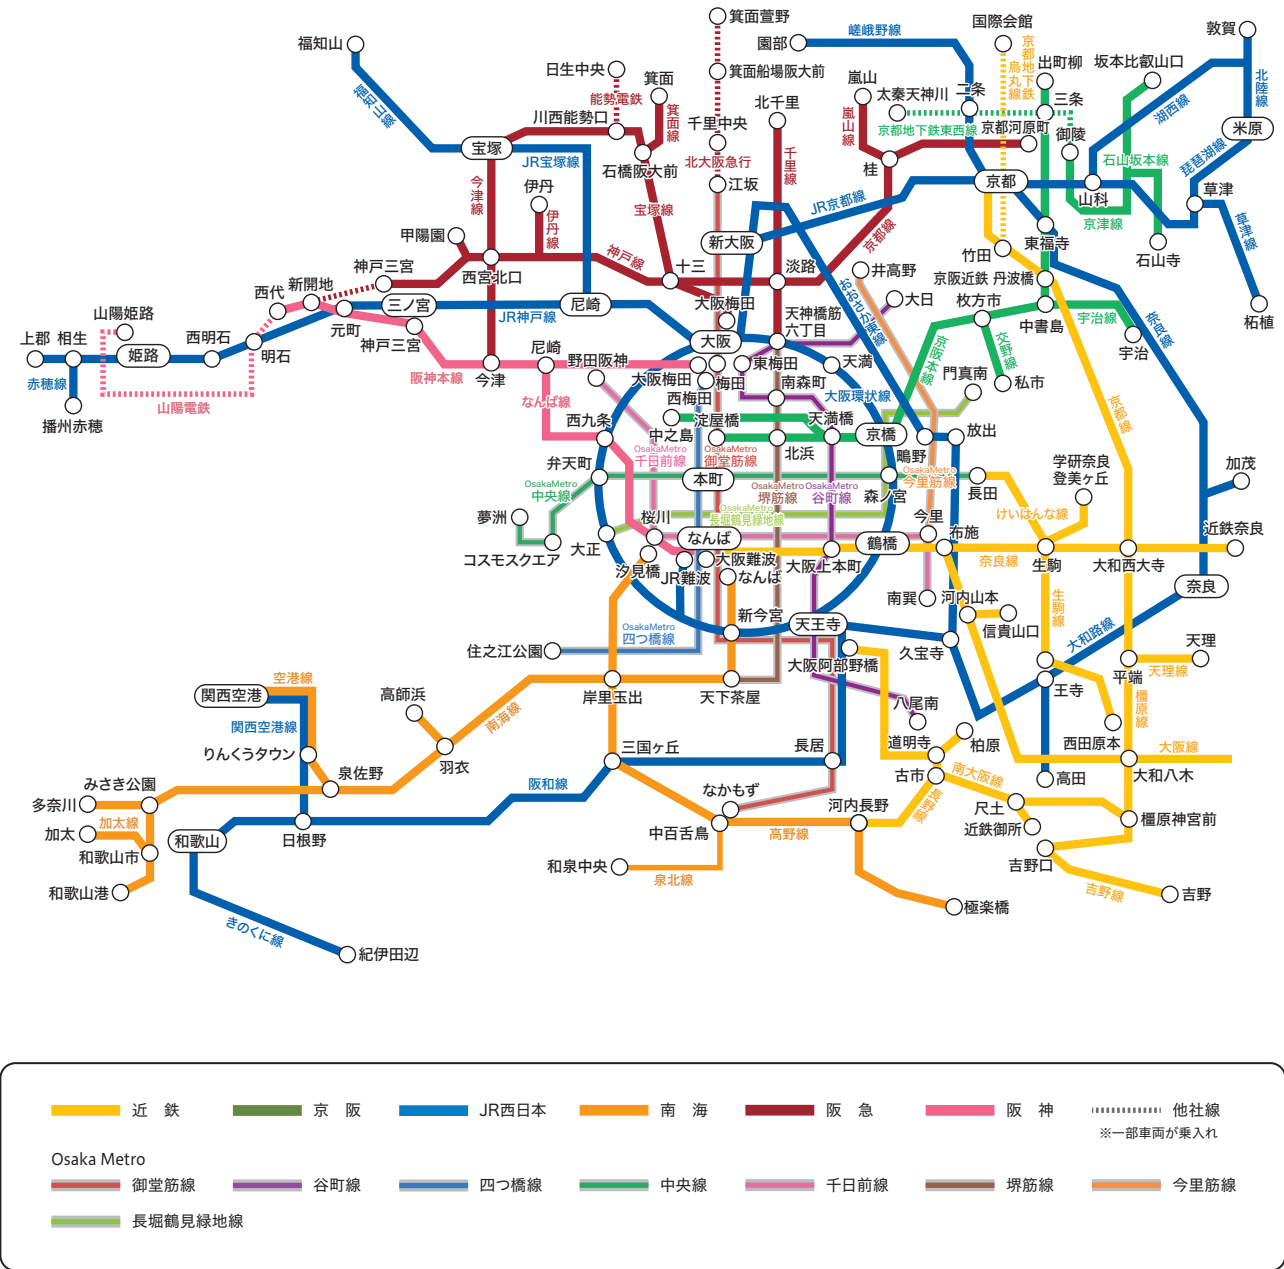 箕面萱野
国際会館
敦賀
福知山
園部
嵯峨野線
京都地下鉄
烏丸線
出町柳
坂本比叡山口
日生中央
箕面
箕面船場阪大前
嵐山
太秦天神川
二条
三条
湖西線
北陸線
能勢電鉄
箕面線
北千里
福知山線
川西能勢口
千里中央
嵐山線
京都地下鉄東西線
京都河原町
御陵
米原
宝塚
JR宝塚線
石橋阪大前
北大阪急行
千里線
桂
石山坂本線
琵琶湖線
今津線
伊丹
伊丹線
宝塚線
江坂
JR京都線
京都
山科
草津
京津線
草津線
甲陽園
新大阪
京都線
東福寺
竹田
石山寺
神戸三宮
西宮北口
神戸線
十三
淡路
井高野
京阪近鉄 丹波橋
西代
新開地
大阪梅田
おおさか東線
大日
枚方市
中書島
宇治線
奈良線
柘植
山陽姫路
三ノ宮
尼崎
JR神戸線
天神橋筋
六丁目
宇治
上郡
相生
姫路
西明石
明石
元町
神戸三宮
大阪
京阪本線
交野線
尼崎
野田阪神
大阪梅田
梅田
東梅田
天満
門真南
私市
赤穂線
阪神本線
今津
西梅田
南森町
大阪環状線
京都線
山陽電鉄
なんば線
播州赤穂
西九条
中之島
淀屋橋
天満橋
北浜
京橋
鴫野
放出
OsakaMetro
千日前線
OsakaMetro
御堂筋線
弁天町
OsakaMetro
中央線
本町
OsakaMetro
堺筋線
OsakaMetro
谷町線
森ノ宮
OsakaMetro
今里筋線
長田
学研奈良
登美ヶ丘
加茂
夢洲
OsakaMetro
長堀鶴見緑地線
けいはんな線
桜川
今里
布施
近鉄奈良
コスモスクエア
大正
なんば
鶴橋
汐見橋
JR難波
大阪難波
なんば
大阪上本町
奈良線
生駒
大和西大寺
奈良
南巽
河内山本
信貴山口
生駒線
OsakaMetro
四つ橋線
新今宮
天王寺
大和路線
天理
住之江公園
大阪阿部野橋
久宝寺
平端
天理線
関西空港
空港線
高師浜
岸里玉出
天下茶屋
王寺
橿原線
関西空港線
南海線
八尾南
道明寺
柏原
西田原本
りんくうタウン
羽衣
三国ヶ丘
長居
大阪線
みさき公園
泉佐野
阪和線
古市
南大阪線
高田
大和八木
多奈川
なかもず
河内長野
長野線
尺土
加太
加太線
和歌山
日根野
中百舌鳥
高野線
近鉄御所
橿原神宮前
和歌山市
和泉中央
泉北線
吉野口
和歌山港
吉野線
吉野
極楽橋
きのくに線
紀伊田辺
近 鉄
京 阪
JR西日本
南 海
阪 急
阪 神
他社線
※一部車両が乗入れ
Osaka Metro
御堂筋線
谷町線
四つ橋線
中央線
千日前線
堺筋線
今里筋線
長堀鶴見緑地線